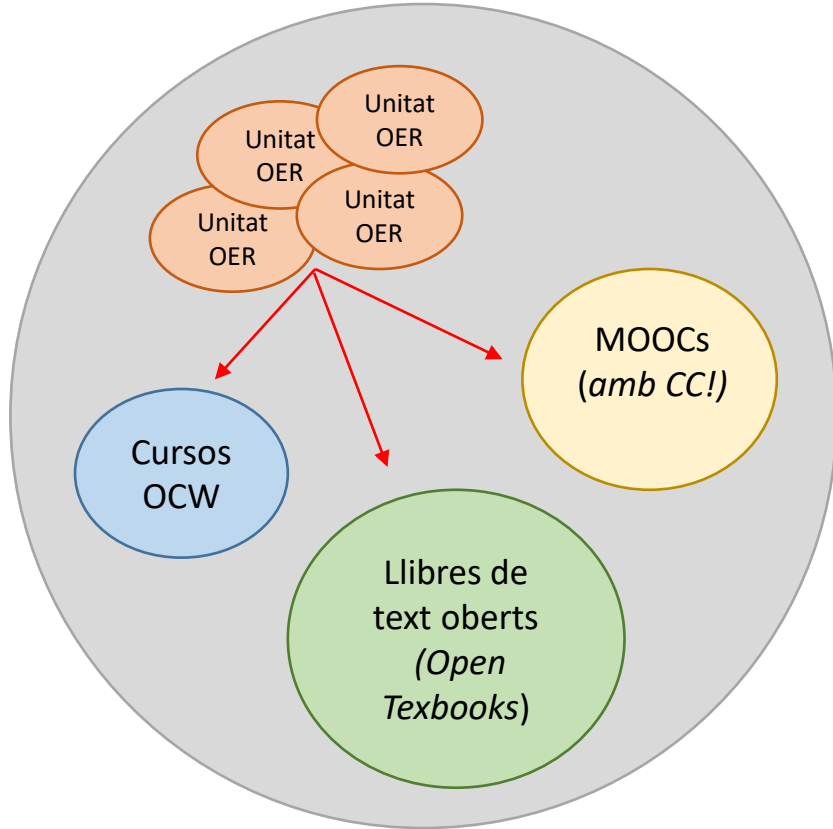 Unitat
OER
Unitat
OER
Unitat
OER
Unitat
OER
MOOCs
(amb CC!)
Cursos
OCW
Llibres de
text oberts
(Open
Texbooks)